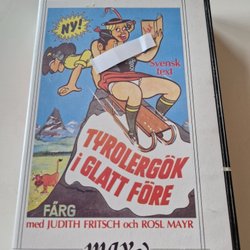 NY!
Svensk
text
TYROLERGÖK
i GLATT FÖRE
FÄRG
med JUDITH FRITSCH och ROSL MAYR